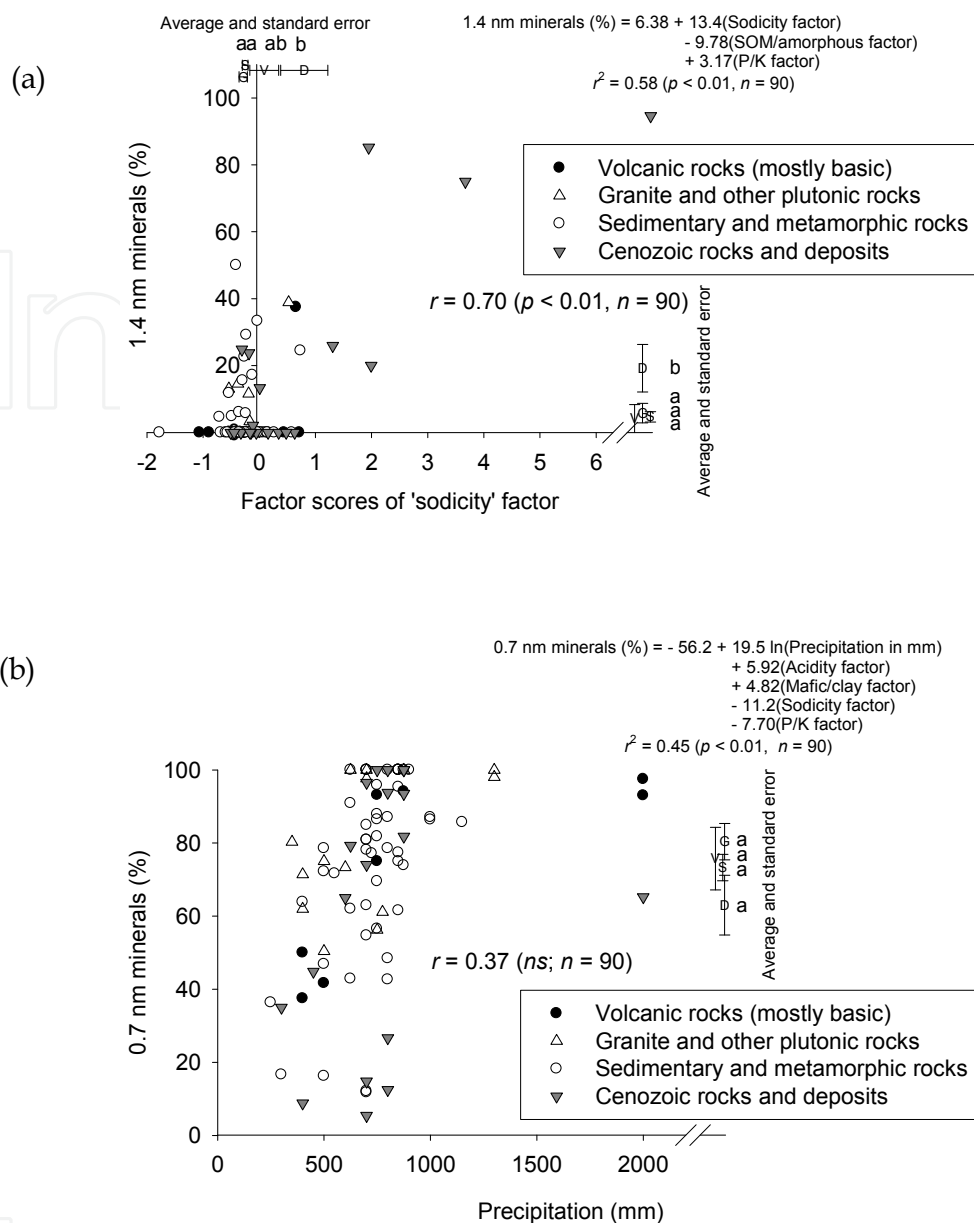 (a)
Average and standard error
aa ab b
S
G
V
D
1.4 nm minerals (%) = 6.38 + 13.4(Sodicity factor)
- 9.78(SOM/amorphous factor)
+ 3.17(P/K factor)
r² = 0.58 (p < 0.01, n = 90)
100
80
60
40
20
0
1.4 nm minerals (%)
Volcanic rocks (mostly basic)
Granite and other plutonic rocks
Sedimentary and metamorphic rocks
Cenozoic rocks and deposits
r = 0.70 (p < 0.01, n = 90)
D b
a
a
V S a
Average and standard error
-2 -1 0 1 2 3 4 5 6
Factor scores of 'sodicity' factor
In
(b)
0.7 nm minerals (%) = - 56.2 + 19.5 ln(Precipitation in mm)
+ 5.92(Acidity factor)
+ 4.82(Mafic/clay factor)
- 11.2(Sodicity factor)
- 7.70(P/K factor)
r² = 0.45 (p < 0.01, n = 90)
100
80
60
40
20
0
0.7 nm minerals (%)
G a
V a
S a
D a
Average and standard error
r = 0.37 (ns; n = 90)
Volcanic rocks (mostly basic)
Granite and other plutonic rocks
Sedimentary and metamorphic rocks
Cenozoic rocks and deposits
0 500 1000 1500 2000
Precipitation (mm)